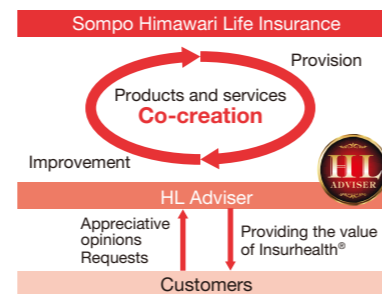 Sompo Himawari Life Insurance
Provision
Products and services
Co-creation
Improvement
HL
ADVISER
HL Adviser
Appreciative
opinions
Requests
Providing the value
of Insurhealth®
Customers